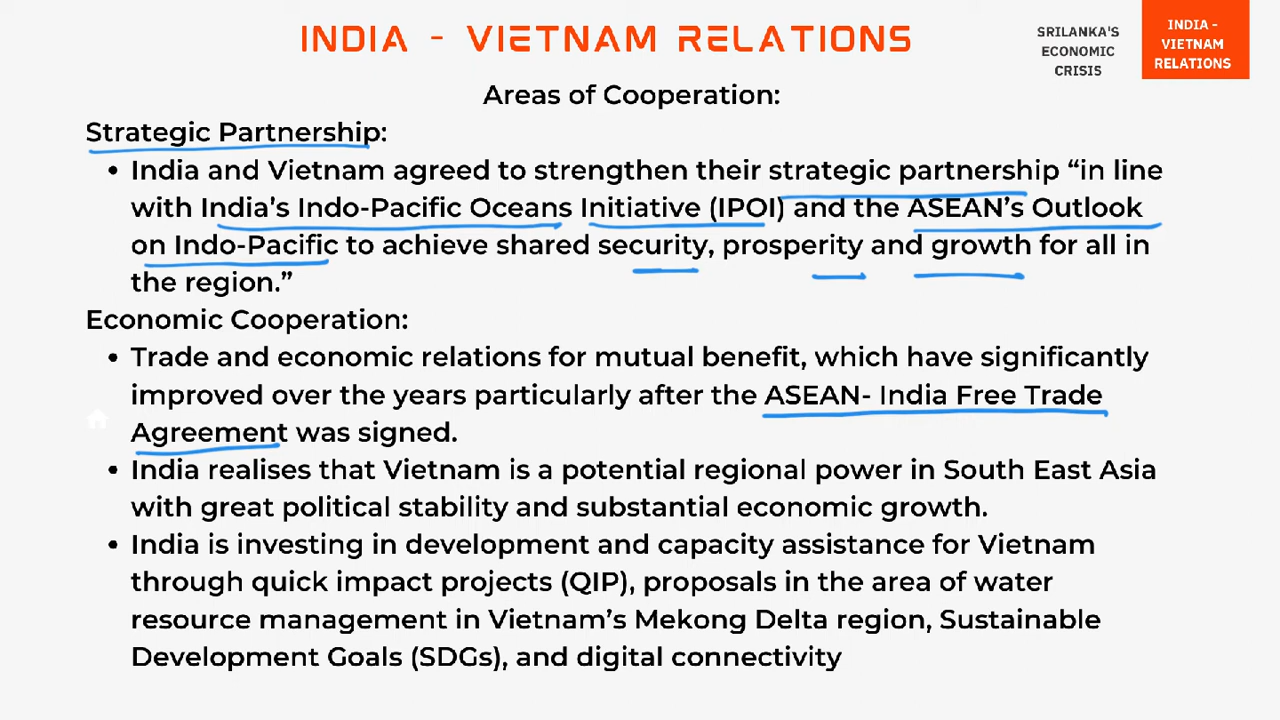 INDIA - VIETNAM RELATIONS
SRILANKA'S
ECONOMIC
CRISIS
INDIA -
VIETNAM
RELATIONS
Areas of Cooperation:
Strategic Partnership:
• India and Vietnam agreed to strengthen their strategic partnership “in line
with India’s Indo-Pacific Oceans Initiative (IPOI) and the ASEAN’s Outlook
on Indo-Pacific to achieve shared security, prosperity and growth for all in
the region.”
Economic Cooperation:
• Trade and economic relations for mutual benefit, which have significantly
improved over the years particularly after the ASEAN- India Free Trade
Agreement was signed.
• India realises that Vietnam is a potential regional power in South East Asia
with great political stability and substantial economic growth.
• India is investing in development and capacity assistance for Vietnam
through quick impact projects (QIP), proposals in the area of water
resource management in Vietnam’s Mekong Delta region, Sustainable
Development Goals (SDGs), and digital connectivity